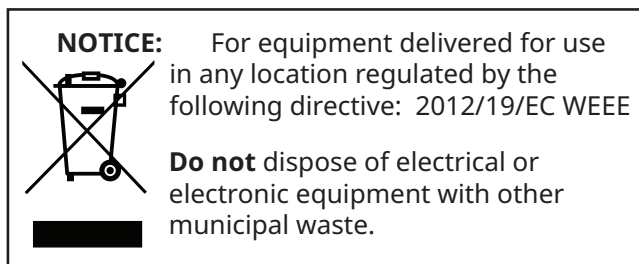 NOTICE: For equipment delivered for use
in any location regulated by the
following directive: 2012/19/EC WEEE
Do not dispose of electrical or
electronic equipment with other
municipal waste.